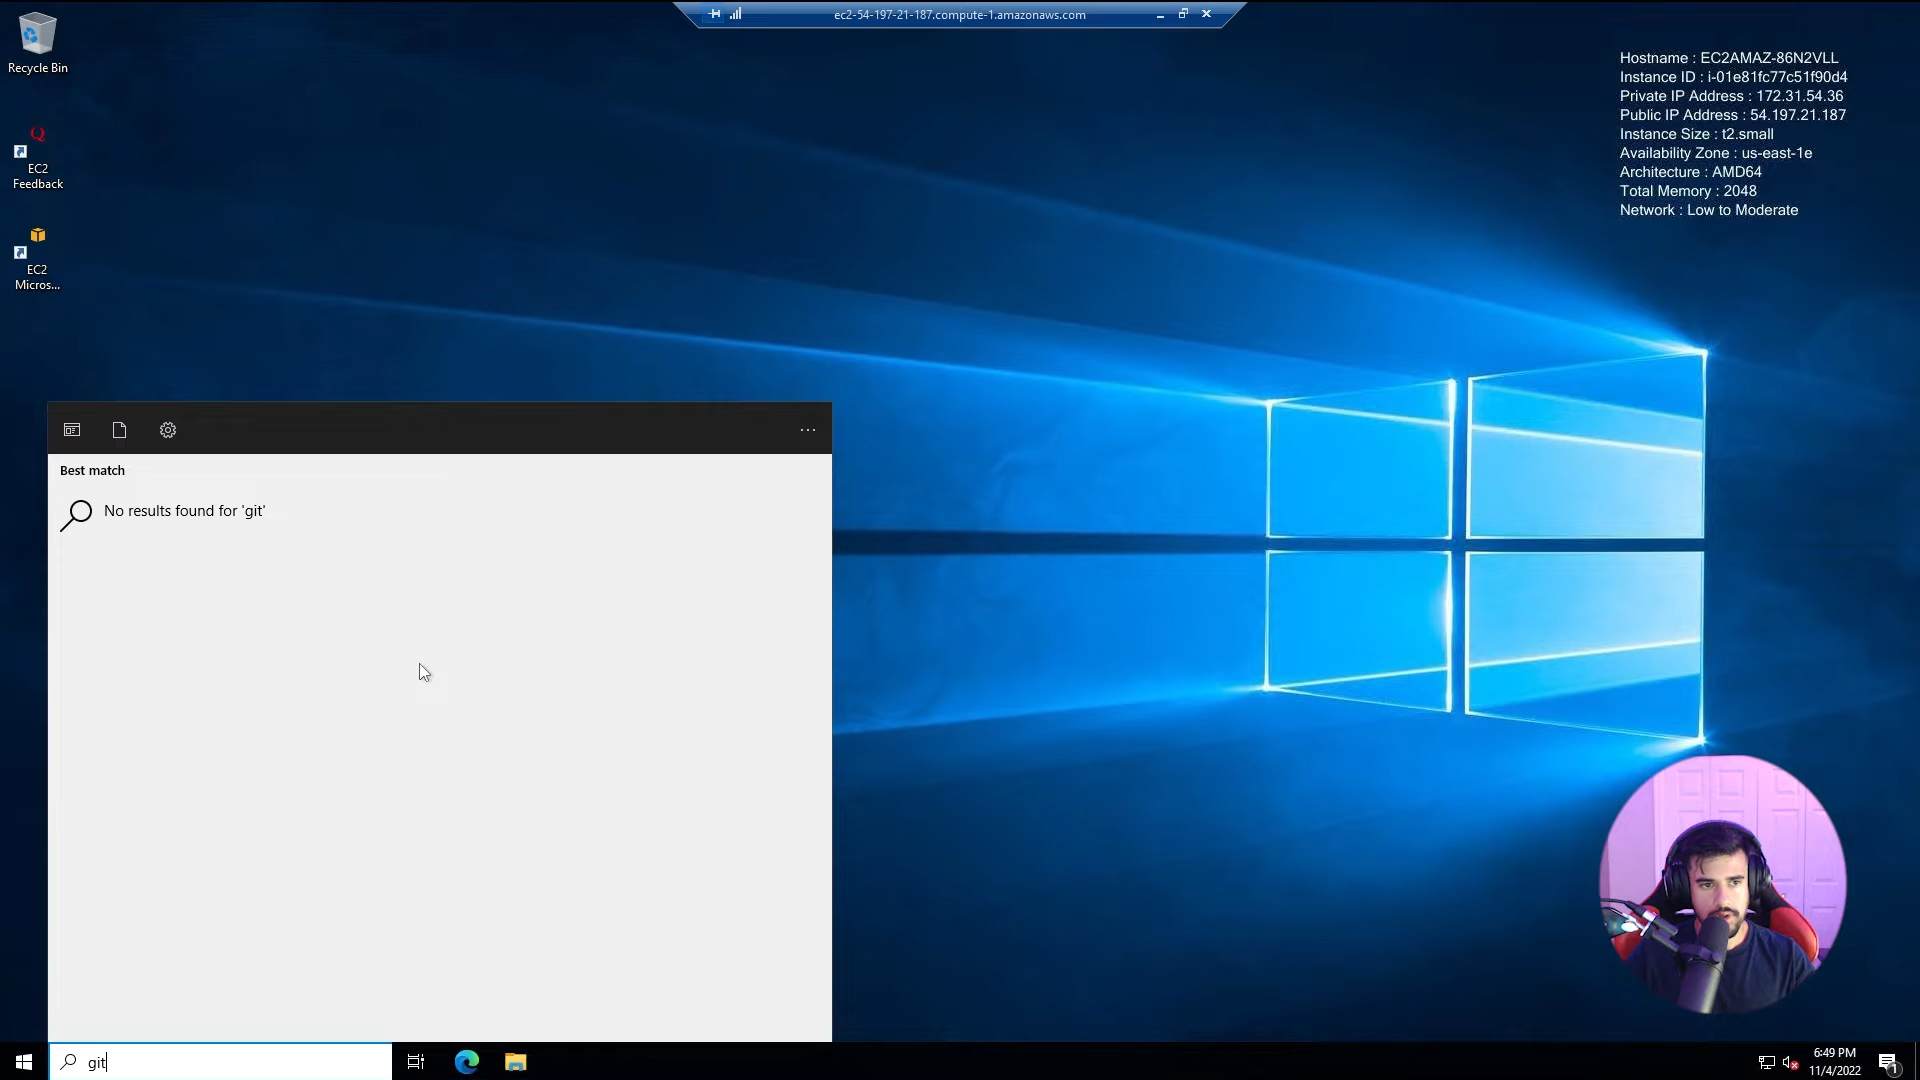 ec2-54-197-21-187.compute-1.amazonaws.com
Recycle Bin
EC2
Feedback
EC2
Micros...
Hostname : EC2AMAZ-86N2VLL
Instance ID : i-01e81fc77c51f90d4
Private IP Address : 172.31.54.36
Public IP Address : 54.197.21.187
Instance Size : t2.small
Availability Zone : us-east-1e
Architecture : AMD64
Total Memory : 2048
Network : Low to Moderate
Best match
No results found for 'git'
git
6:49 PM
11/4/2022
1